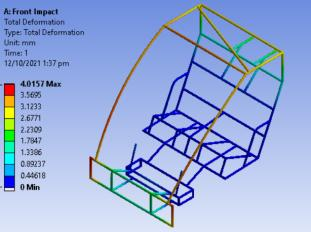 A: Front Impact
Total Deformation
Type: Total Deformation
Unit: mm
Time: 1
12/10/2021 1:37 pm
4.0157 Max
3.5695
3.1233
2.6771
2.2309
1.7847
1.3386
0.89237
0.44618
0 Min